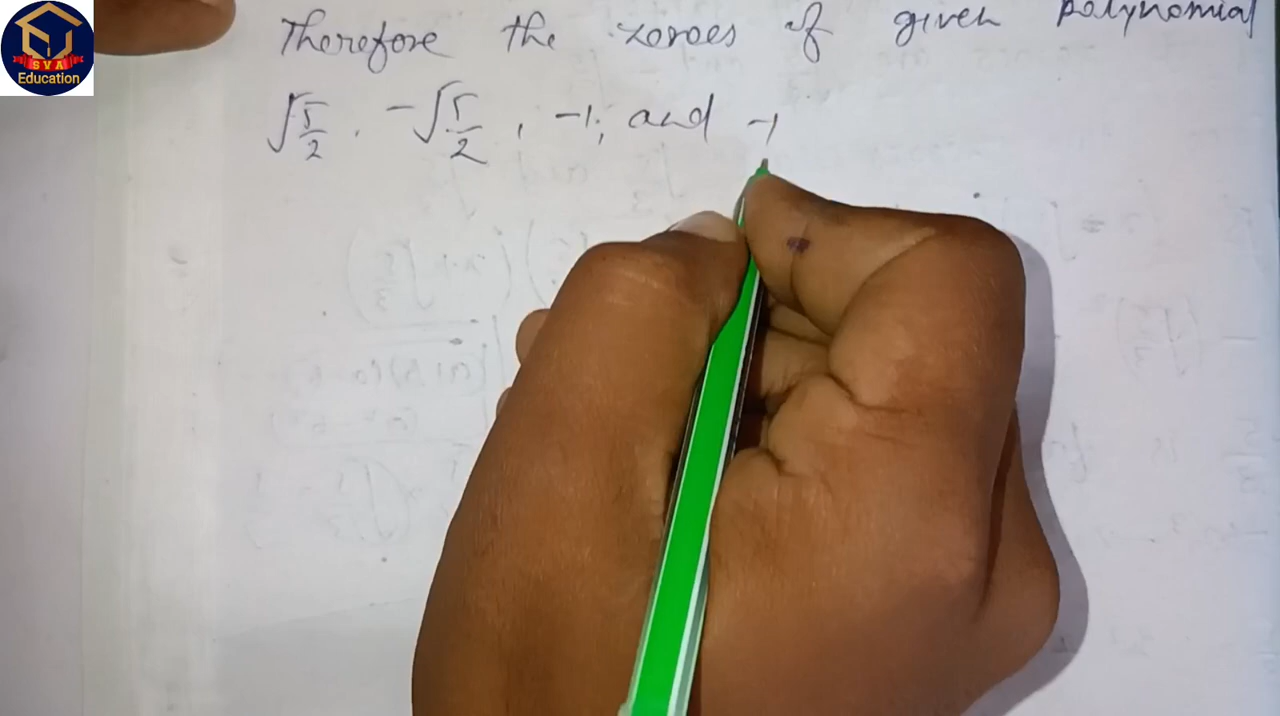 SVA
Education
Therefore the zeroes of given polynomial
√5/2, -√5/2, -1, and -1